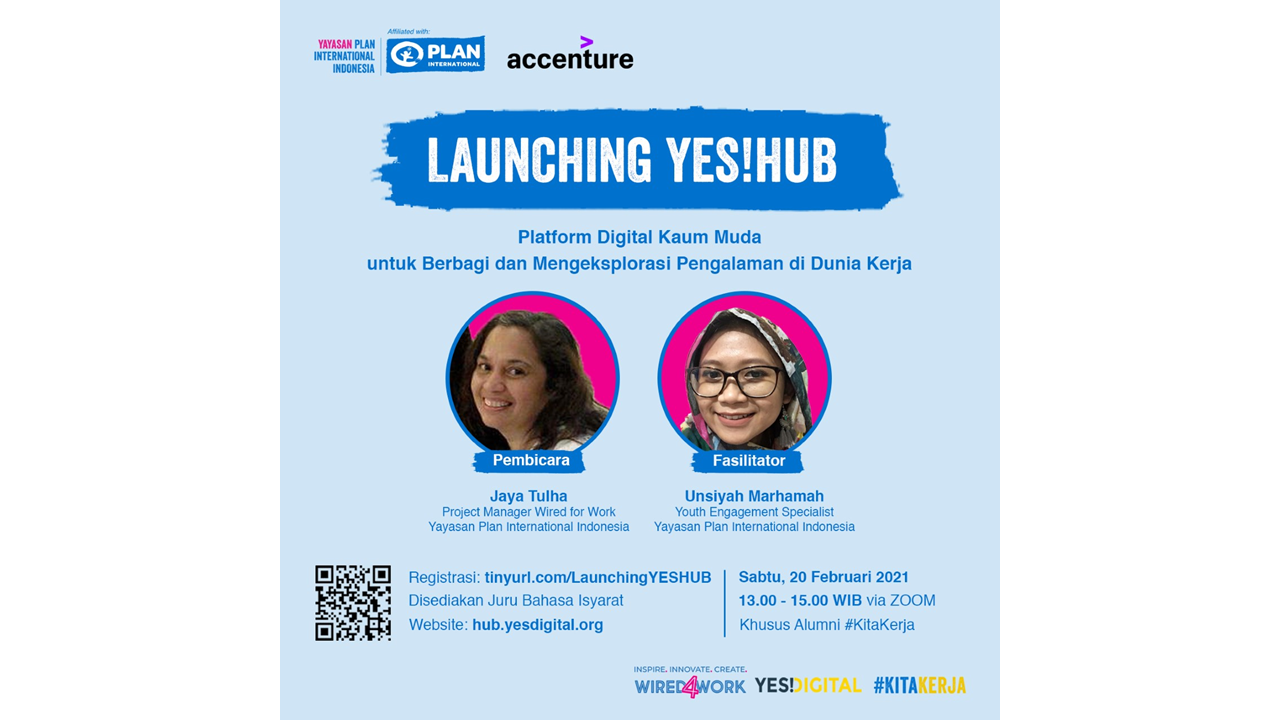 Affiliated with:
YAYASAN PLAN
INTERNATIONAL
INDONESIA
PLAN
INTERNATIONAL
accenture
LAUNCHING YES!HUB
Platform Digital Kaum Muda
untuk Berbagi dan Mengeksplorasi Pengalaman di Dunia Kerja
Pembicara
Jaya Tulha
Project Manager Wired for Work
Yayasan Plan International Indonesia
Fasilitator
Unsiyah Marhamah
Youth Engagement Specialist
Yayasan Plan International Indonesia
Registrasi: tinyurl.com/LaunchingYESHUB
Disediakan Juru Bahasa Isyarat
Website: hub.yesdigital.org
Sabtu, 20 Februari 2021
13.00 - 15.00 WIB via ZOOM
Khusus Alumni #KitaKerja
INSPIRE. INNOVATE. CREATE.
WIRED4WORK
YES!DIGITAL
#KITAKERJA